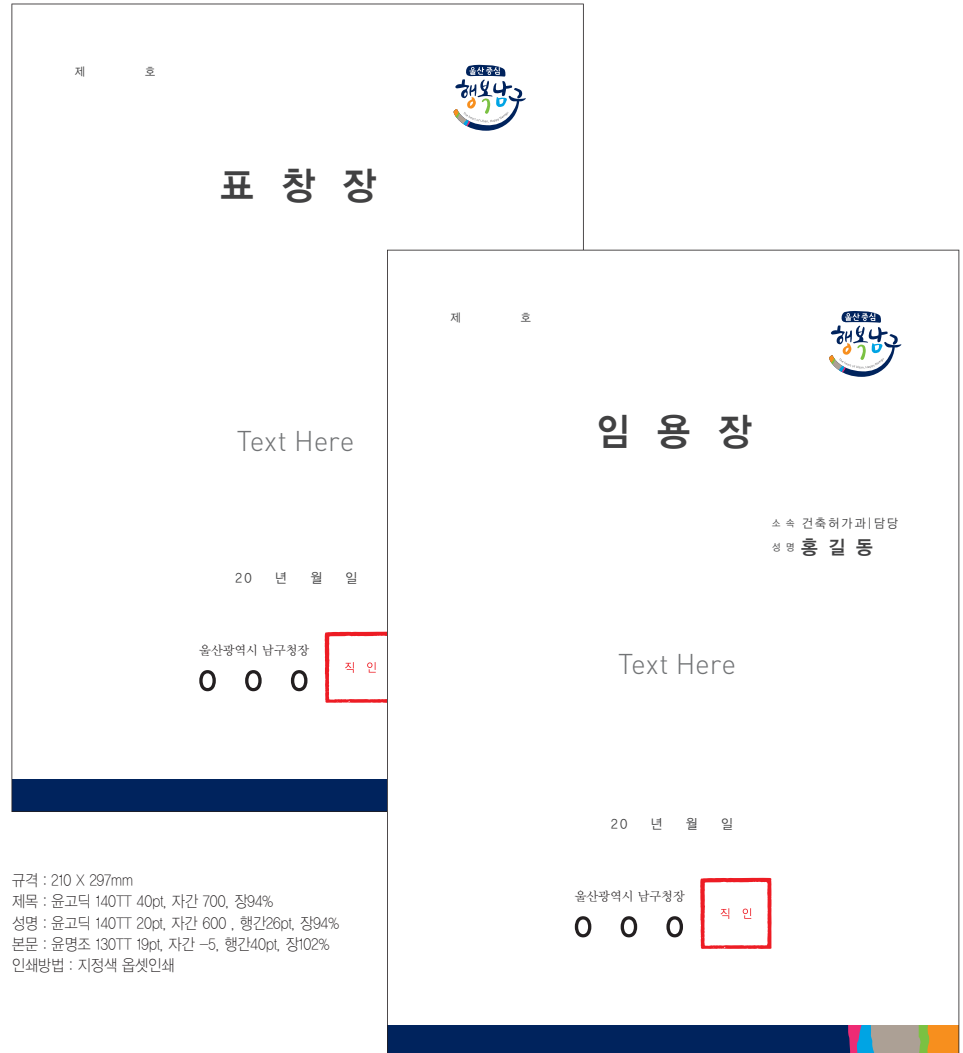 제 호
울산중심
행복남구
표 창 장
Text Here
20 년 월 일
울산광역시 남구청장
직 인
O O O
제 호
울산중심
행복남구
임 용 장
소 속 건축허가과|담당
성 명 홍 길 동
Text Here
20 년 월 일
울산광역시 남구청장
직 인
O O O
규격 : 210 X 297mm
제목 : 윤고딕 140TT 40pt, 자간 700, 장94%
성명 : 윤고딕 140TT 20pt, 자간 600 , 행간26pt, 장94%
본문 : 윤명조 130TT 19pt, 자간 -5, 행간40pt, 장102%
인쇄방법 : 지정색 옵셋인쇄